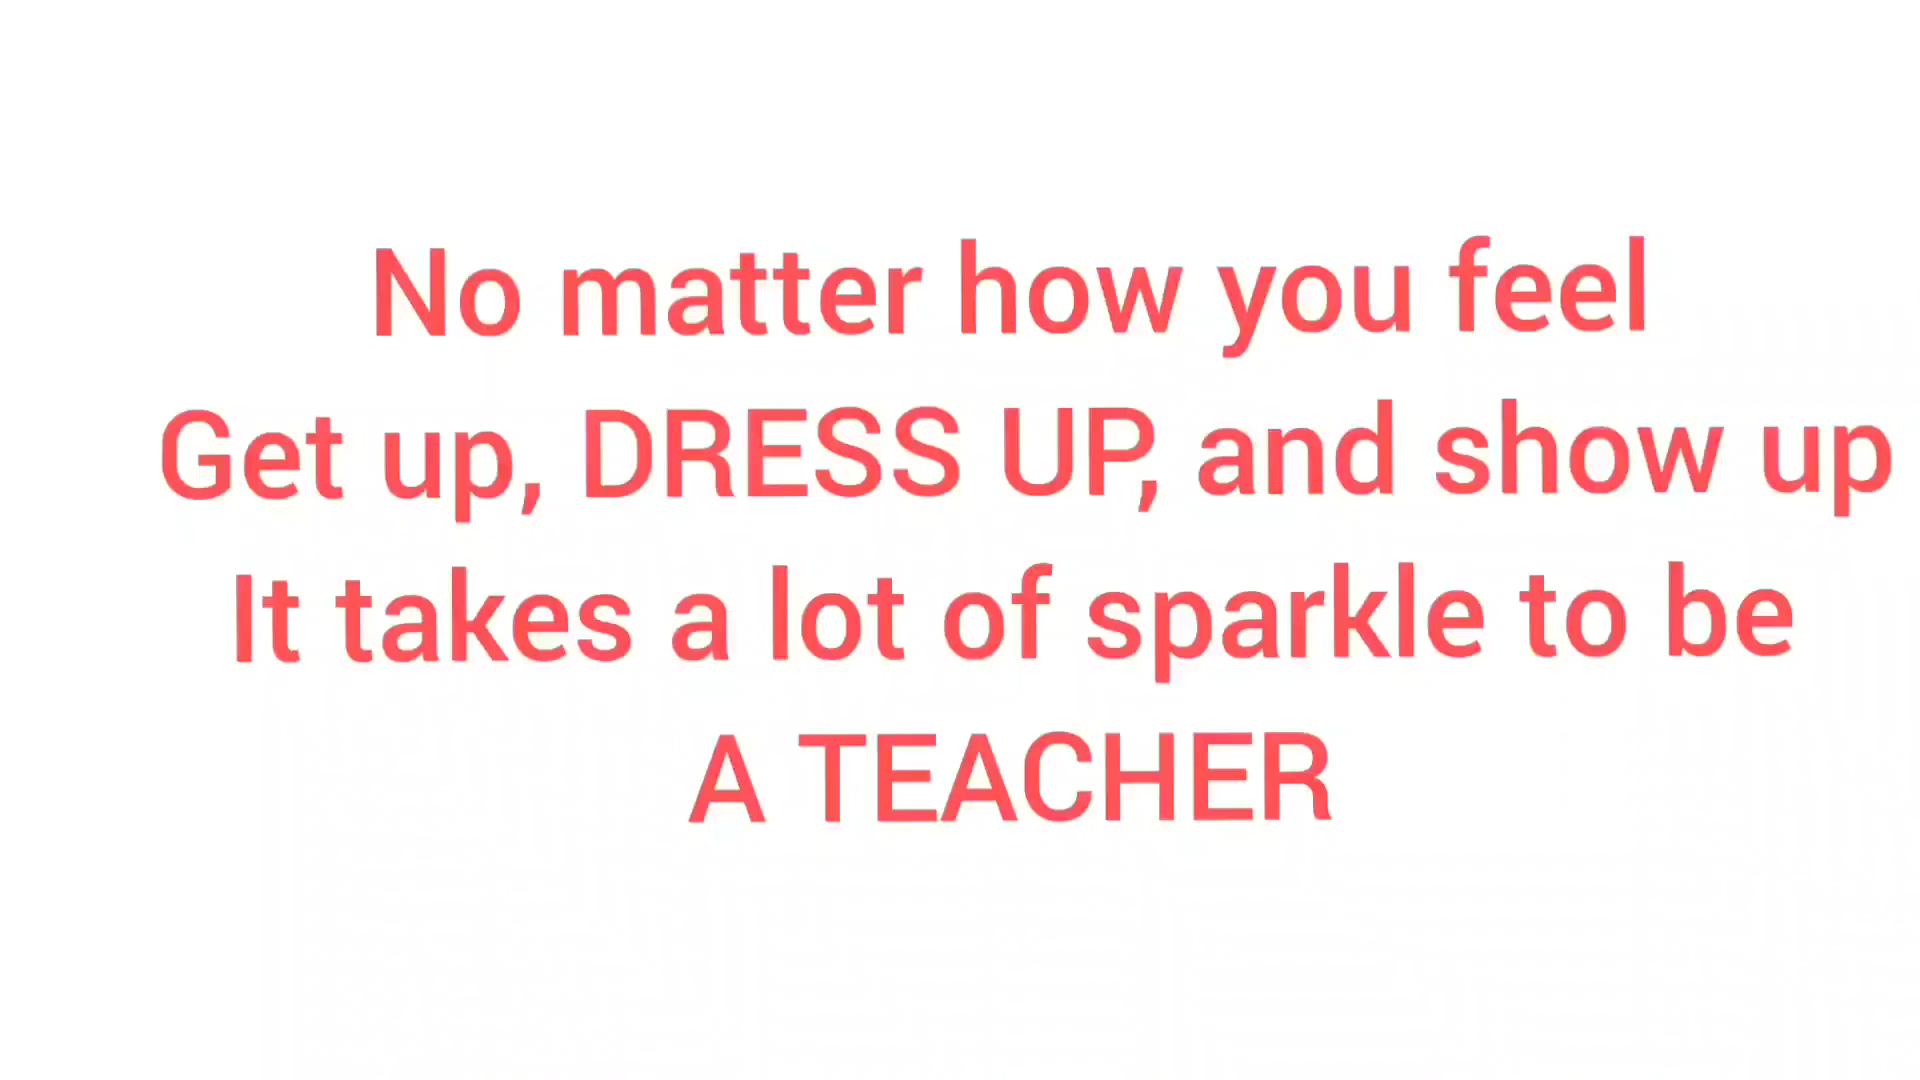 No matter how you feel
Get up, DRESS UP, and show up
It takes a lot of sparkle to be
A TEACHER